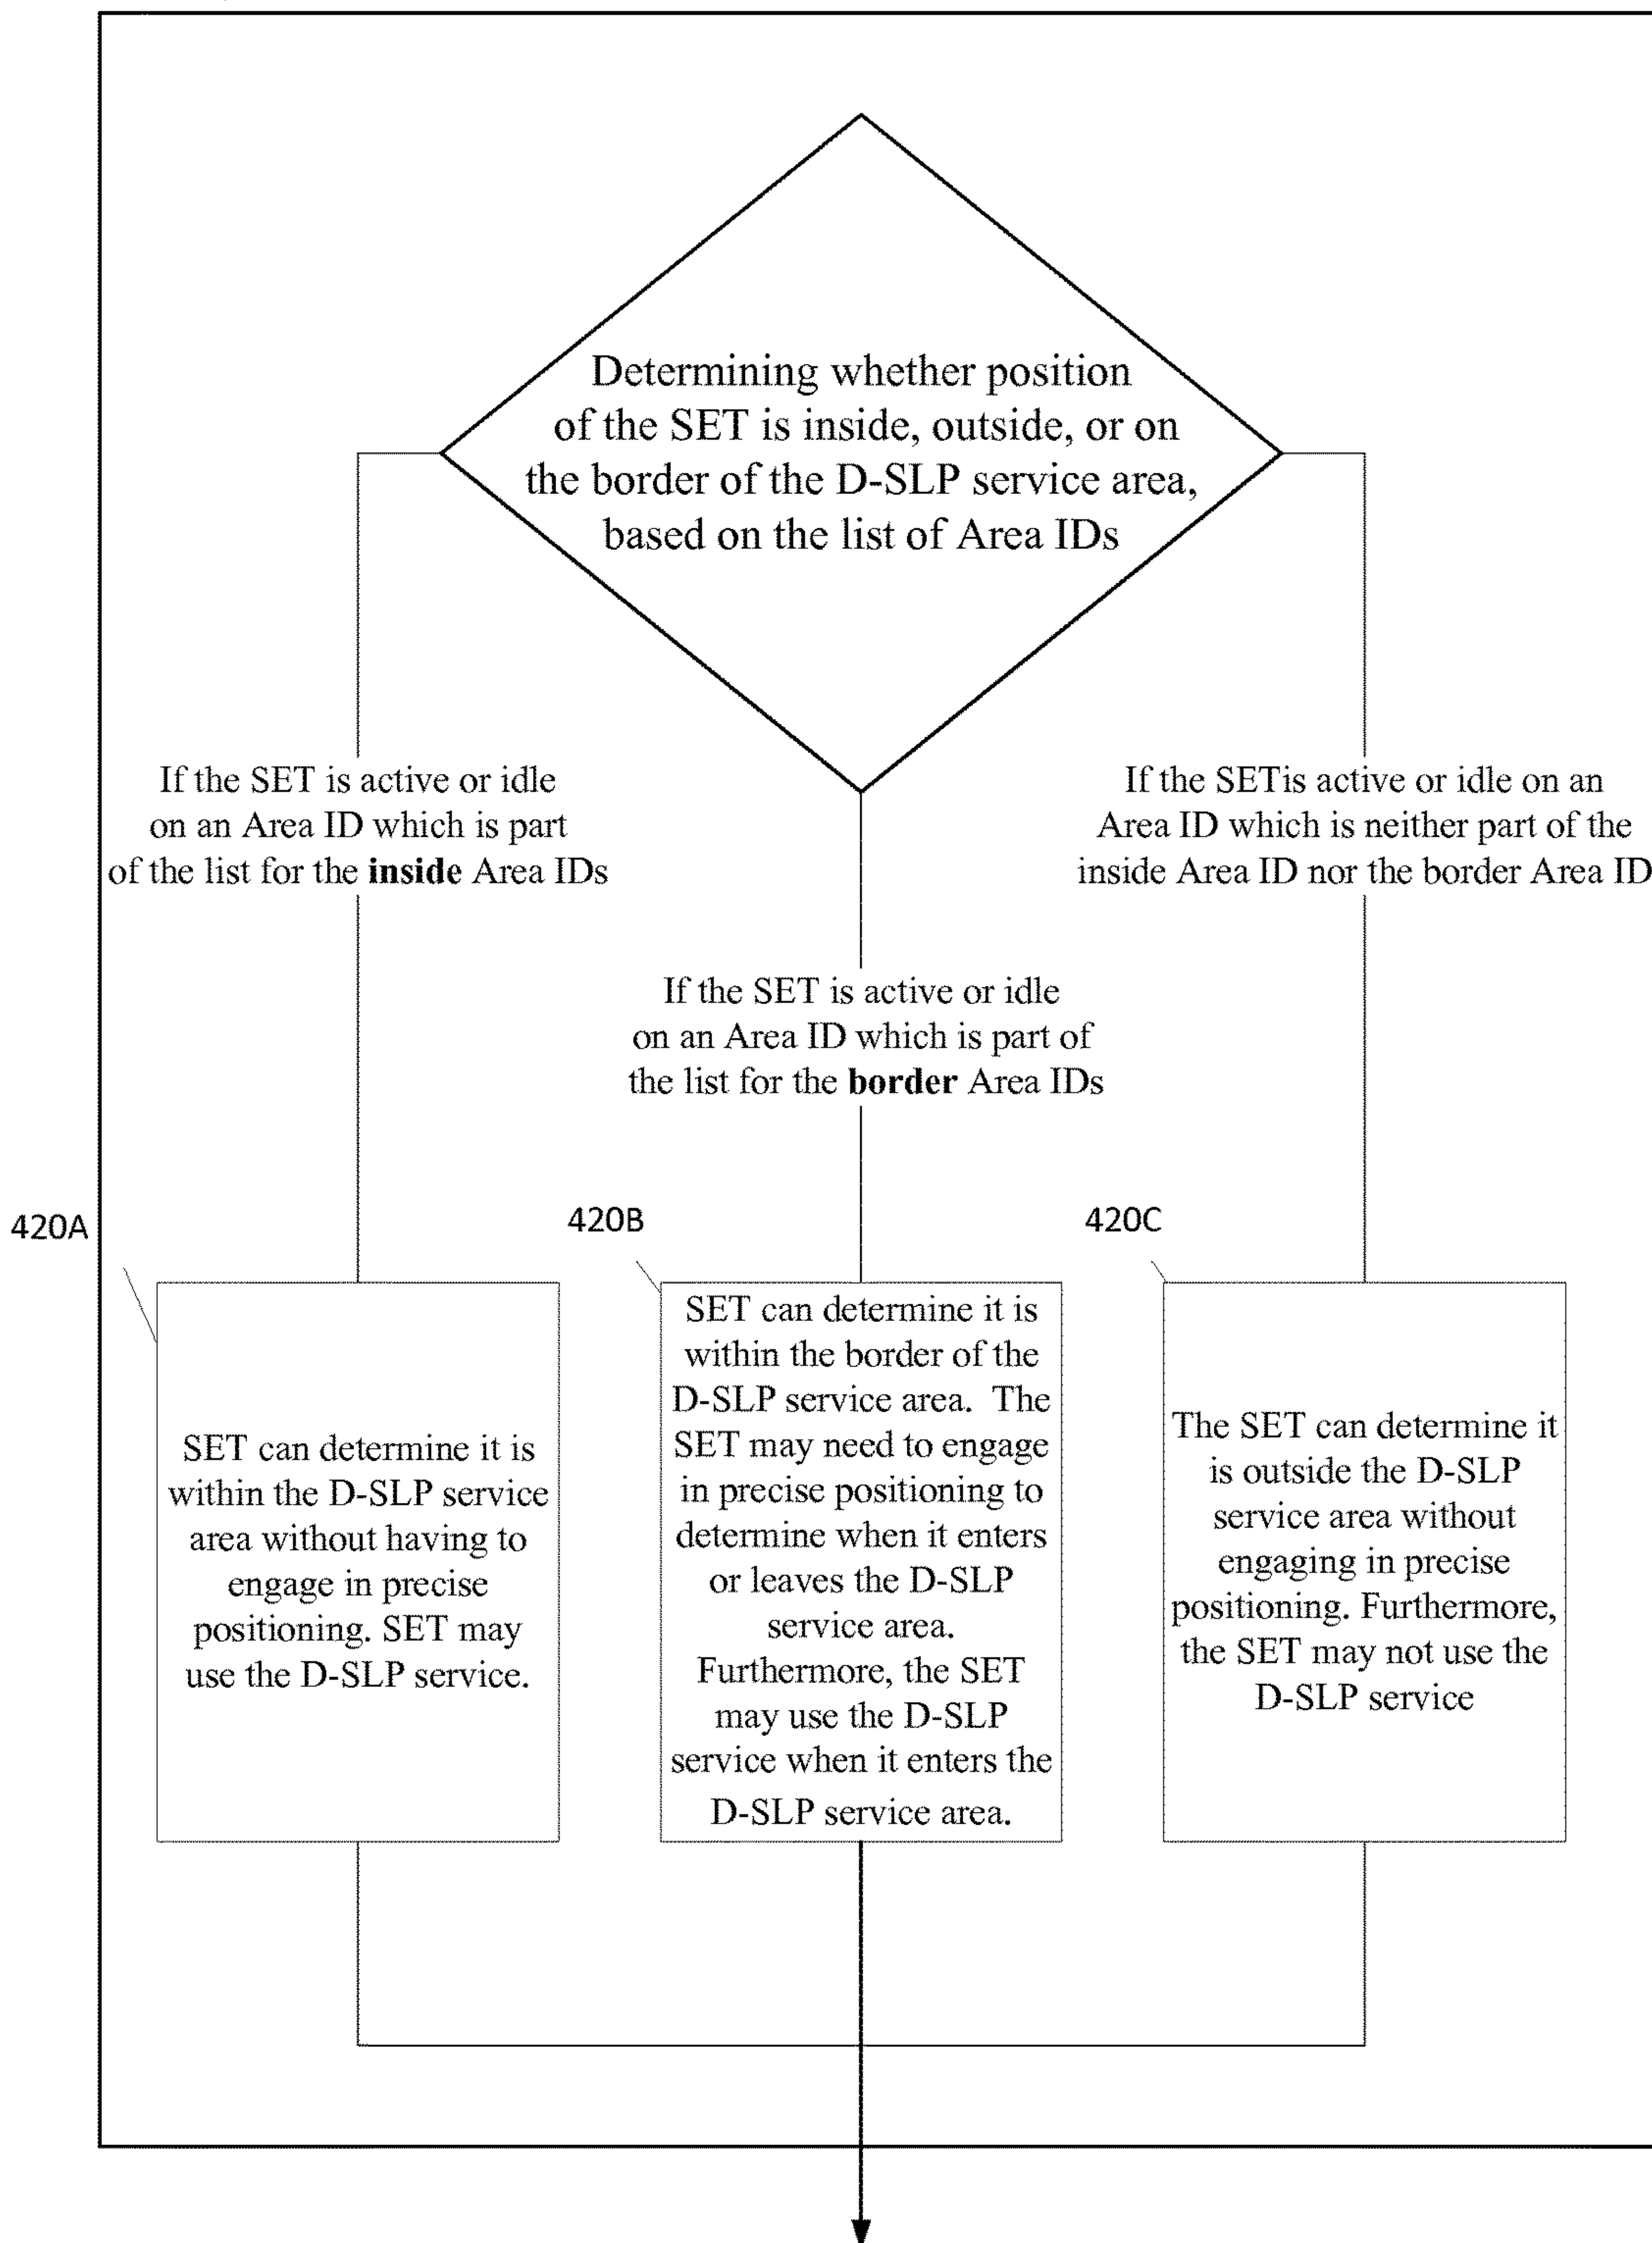 Determining whether position
of the SET is inside, outside, or on
the border of the D-SLP service area,
based on the list of Area IDs
If the SET is active or idle
on an Area ID which is part
of the list for the inside Area IDs
If the SETis active or idle on an
Area ID which is neither part of the
inside Area ID nor the border Area ID
If the SET is active or idle
on an Area ID which is part of
the list for the border Area IDs
420A
420B
420C
SET can determine it is
within the D-SLP service
area without having to
engage in precise
positioning. SET may
use the D-SLP service.
SET can determine it is
within the border of the
D-SLP service area. The
SET may need to engage
in precise positioning to
determine when it enters
or leaves the D-SLP
service area.
Furthermore, the SET
may use the D-SLP
service when it enters the
D-SLP service area.
The SET can determine it
is outside the D-SLP
service area without
engaging in precise
positioning. Furthermore,
the SET may not use the
D-SLP service